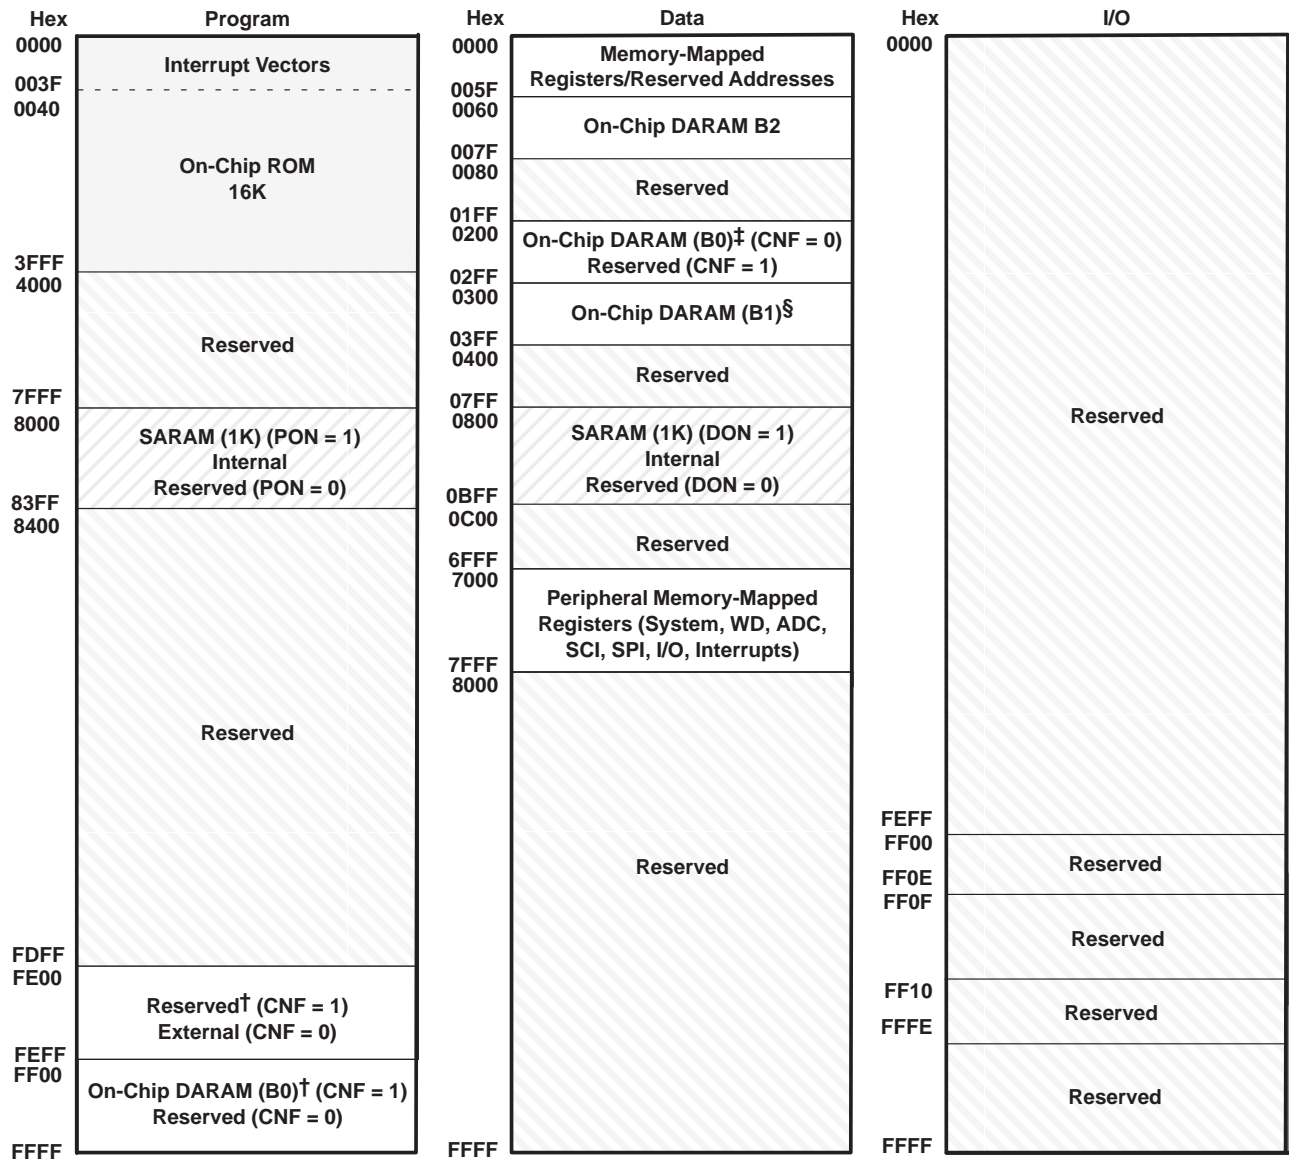 Hex Program
0000
Interrupt Vectors
003F
0040
On-Chip ROM
16K
3FFF
4000
Reserved
7FFF
8000
SARAM (1K) (PON = 1)
Internal
Reserved (PON = 0)
83FF
8400
Reserved
FDFF
FE00
Reserved† (CNF = 1)
External (CNF = 0)
FEFF
FF00
On-Chip DARAM (B0)† (CNF = 1)
Reserved (CNF = 0)
FFFF
Hex Data
0000
Memory-Mapped
Registers/Reserved Addresses
005F
0060
On-Chip DARAM B2
007F
0080
Reserved
01FF
0200
On-Chip DARAM (B0)‡ (CNF = 0)
Reserved (CNF = 1)
02FF
0300
On-Chip DARAM (B1)§
03FF
0400
Reserved
07FF
0800
SARAM (1K) (DON = 1)
Internal
Reserved (DON = 0)
0BFF
0C00
Reserved
6FFF
7000
Peripheral Memory-Mapped
Registers (System, WD, ADC,
SCI, SPI, I/O, Interrupts)
7FFF
8000
Reserved
FFFF
Hex I/O
0000
Reserved
FEFF
FF00
Reserved
FF0E
FF0F
Reserved
FF10
Reserved
FFFE
Reserved
FFFF